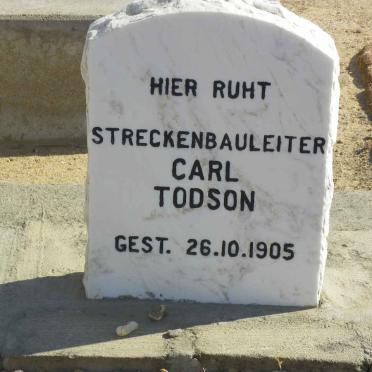 HIER RUHT
STRECKENBAULEITER
CARL
TODSON
GEST. 26.10.1905